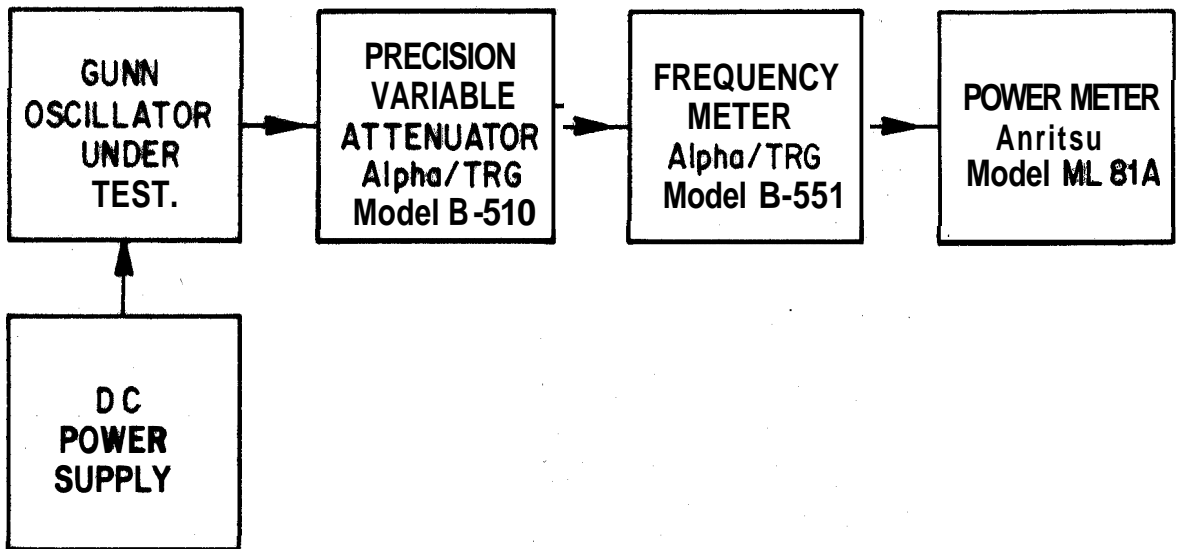 GUNN
OSCILLATOR
UNDER
TEST.
PRECISION
VARIABLE
ATTENUATOR
Alpha/TRG
Model B-510
FREQUENCY
METER
Alpha/TRG
Model B-551
POWER METER
Anritsu
Model ML 81A
DC
POWER
SUPPLY